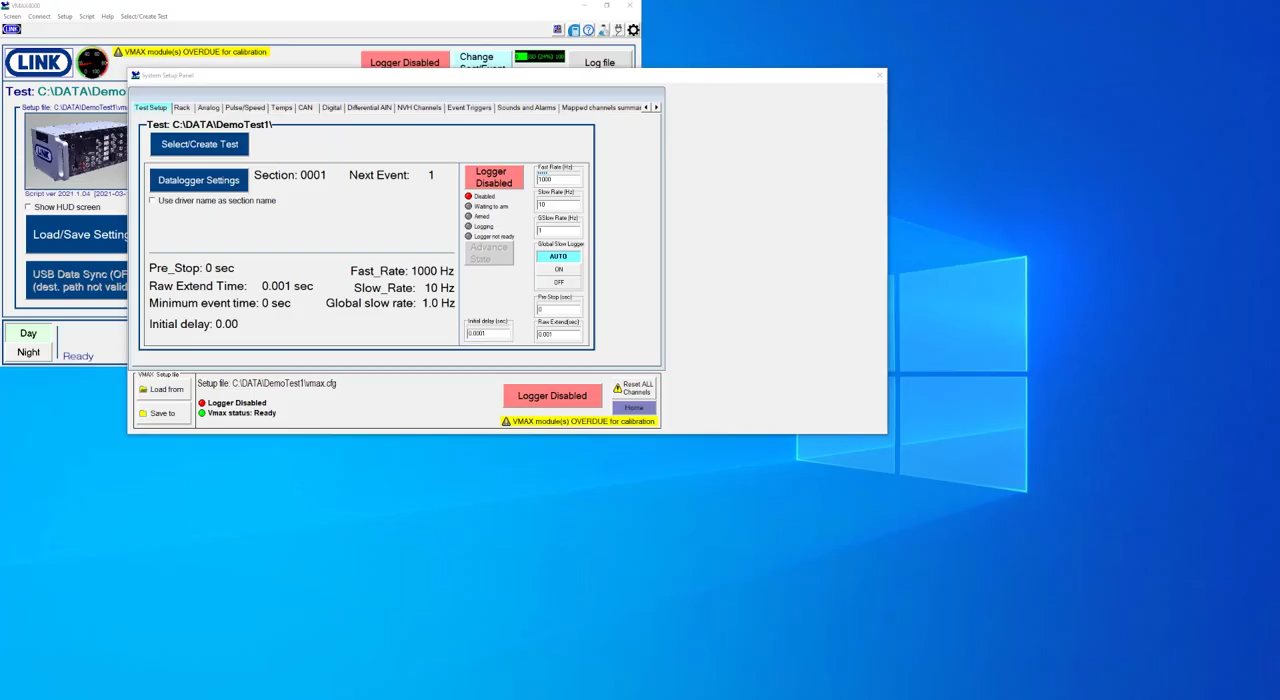 VMAX4000
Screen Connect Setup Script Help Select/Create Test
LINK
LINK
VMAX module(s) OVERDUE for calibration
Logger Disabled
Change
Log file
Test: C:\DATA\Demo
Setup file: C:\DATA\DemoTest1\vm
Script ver 2021.1.04 [2021-03-
Show HUD screen
Load/Save Setting
USB Data Sync (OF
(dest. path not valid
Day
Night
Ready
System Setup Panel
Test Setup Rack Analog Pulse/Speed Temps CAN Digital Differential AIN NVH Channels Event Triggers Sounds and Alarms Mapped channels summar
Test: C:\DATA\DemoTest1\
Select/Create Test
Datalogger Settings
Section: 0001 Next Event: 1
Use driver name as section name
Pre_Stop: 0 sec
Raw Extend Time: 0.001 sec
Minimum event time: 0 sec
Initial delay: 0.00
Fast_Rate: 1000 Hz
Slow_Rate: 10 Hz
Global slow rate: 1.0 Hz
Logger
Disabled
Disabled
Waiting to arm
Armed
Logging
Logger not ready
Advance
State
Initial delay (sec)
0.0001
Fast Rate (Hz)
1000
Slow Rate (Hz)
10
GSlow Rate (Hz)
1
Global Slow Logger
AUTO
ON
OFF
Pre Stop (sec)
0
Raw Extend(sec)
0.001
VMAX Setup file
Load from
Save to
Setup file: C:\DATA\DemoTest1\vmax.cfg
Logger Disabled
Vmax status: Ready
Logger Disabled
Reset ALL
Channels
Home
VMAX module(s) OVERDUE for calibration